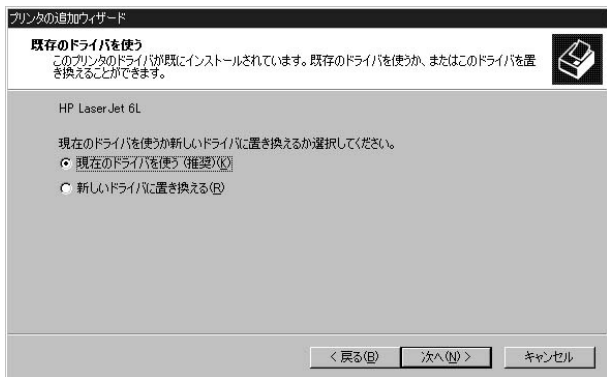 プリンタの追加ウィザード
既存のドライバを使う
このプリンタのドライバが既にインストールされています。既存のドライバを使うか、またはこのドライバを置
き換えることができます。
HP LaserJet 6L
現在のドライバを使うか新しいドライバに置き換えるか選択してください。
現在のドライバを使う (推奨)(K)
新しいドライバに置き換える(R)
< 戻る(B)
次へ(N) >
キャンセル